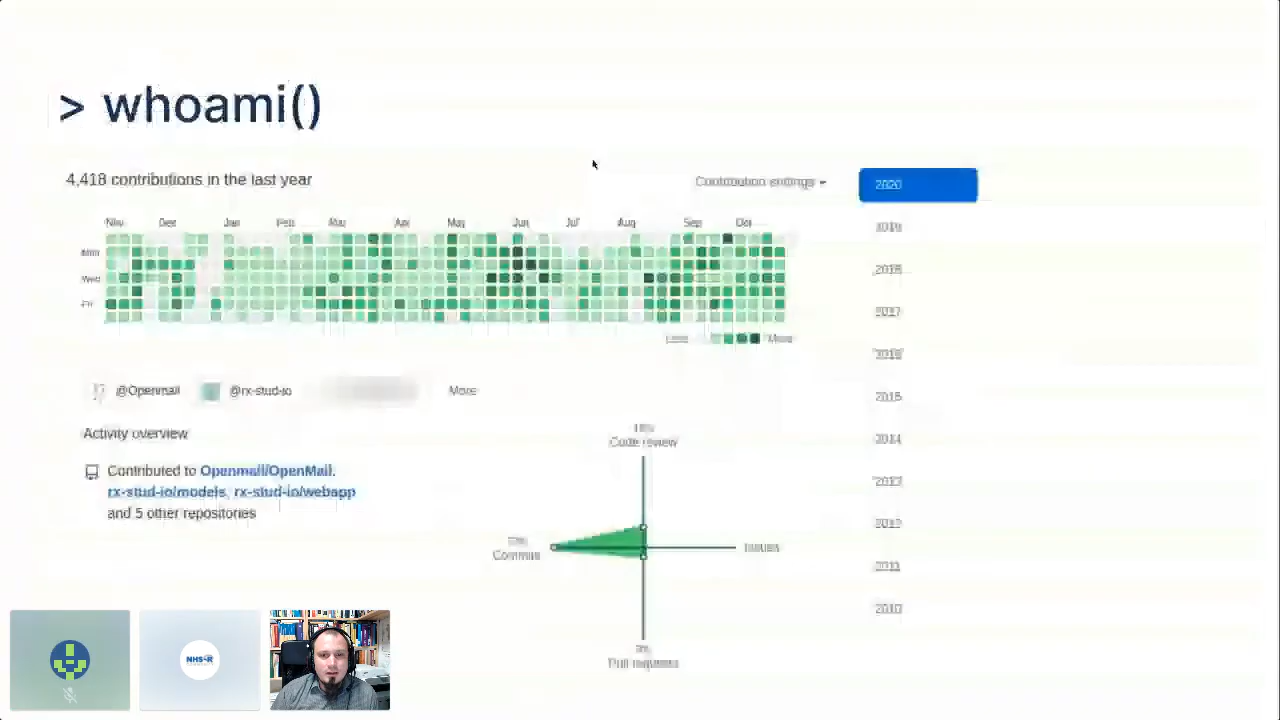 > whoami()
4,418 contributions in the last year
Contribution settings
2020
Nov Dec Jan Feb Mar Apr May Jun Jul Aug Sep Oct
2019
Mon
Wed
2018
Fri
2017
Less More
2015
@Openmail @rx-stud-io More
Activity overview
Code review
2014
Contributed to Openmail/OpenMail,
rx-stud-io/models, rx-stud-io/webapp
and 5 other repositories
Commits
Issues
2011
2010
Pull requests
NHS-R